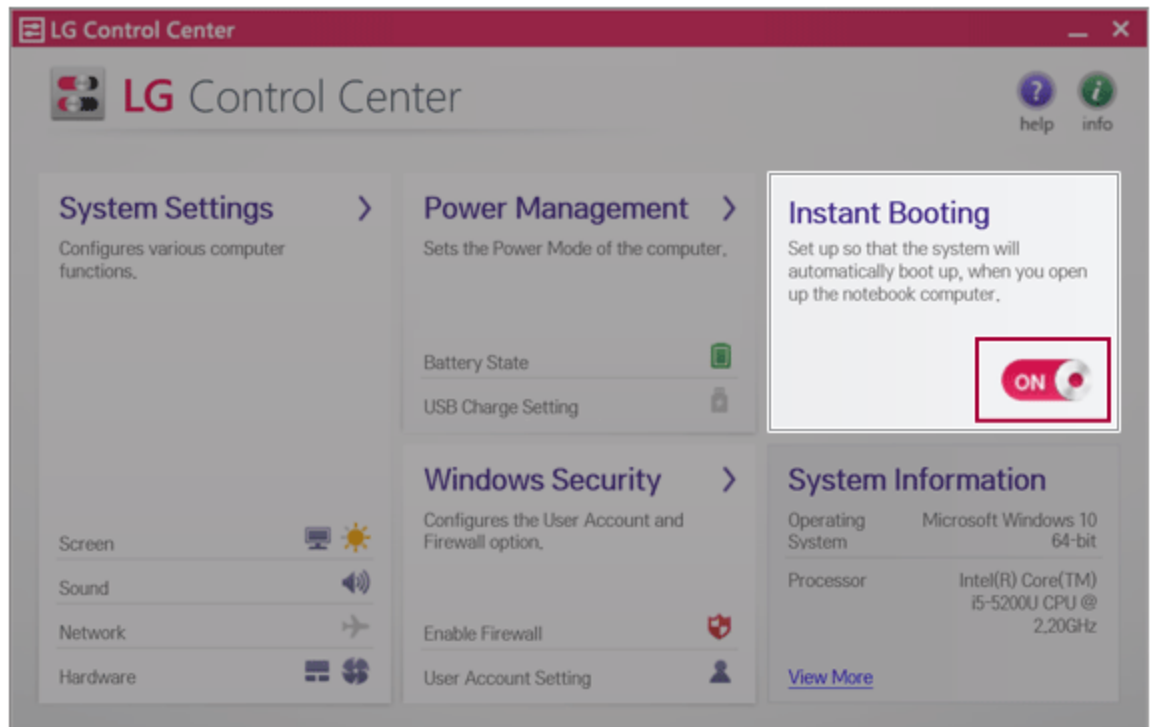 LG Control Center
LG Control Center
?
help
i
info
System Settings
Configures various computer
functions.
Screen
Sound
Network
Hardware
Power Management
Sets the Power Mode of the computer.
Battery State
USB Charge Setting
Windows Security
Configures the User Account and
Firewall option.
Enable Firewall
User Account Setting
Instant Booting
Set up so that the system will
automatically boot up, when you open
up the notebook computer.
ON
System Information
Operating System
Microsoft Windows 10
64-bit
Processor
Intel(R) Core(TM)
i5-5200U CPU @
2.20GHz
View More